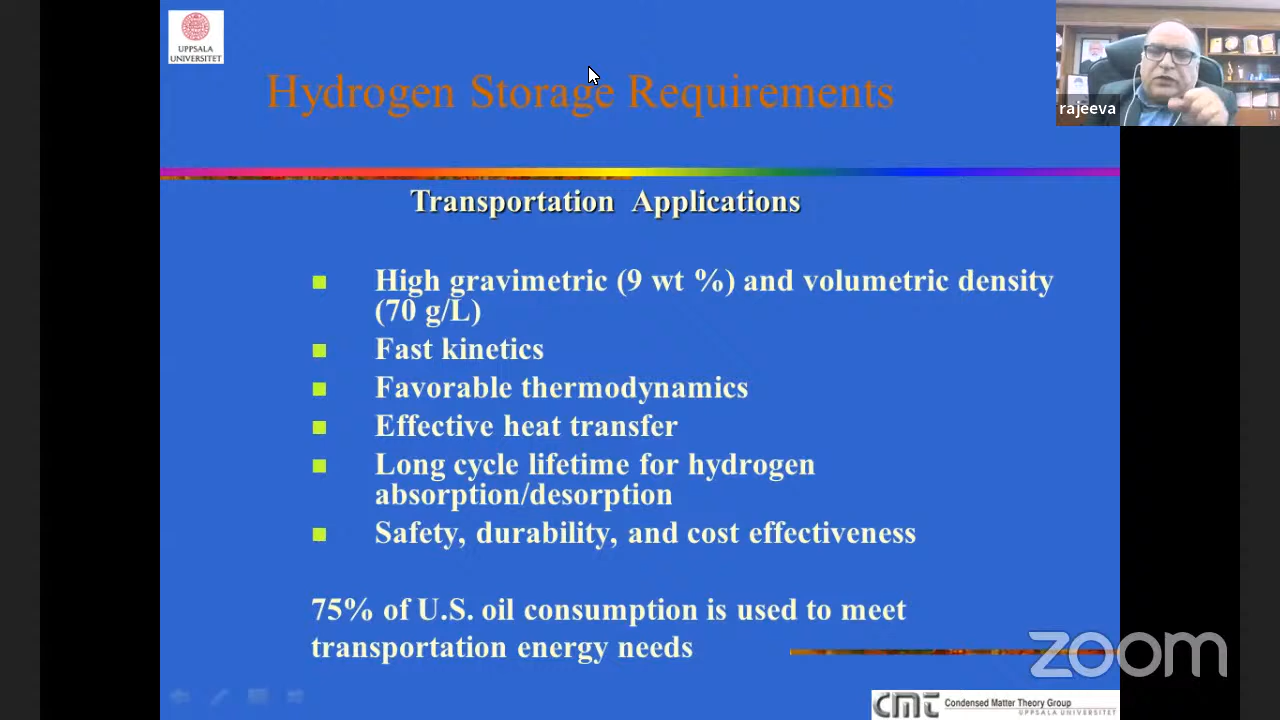 UPPSALA
UNIVERSITET
Hydrogen Storage Requirements
rajeeva
Transportation Applications
High gravimetric (9 wt %) and volumetric density
(70 g/L)
Fast kinetics
Favorable thermodynamics
Effective heat transfer
Long cycle lifetime for hydrogen
absorption/desorption
Safety, durability, and cost effectiveness
75% of U.S. oil consumption is used to meet
transportation energy needs
zoom
CMT Condensed Matter Theory Group
UPPSALA UNIVERSITET